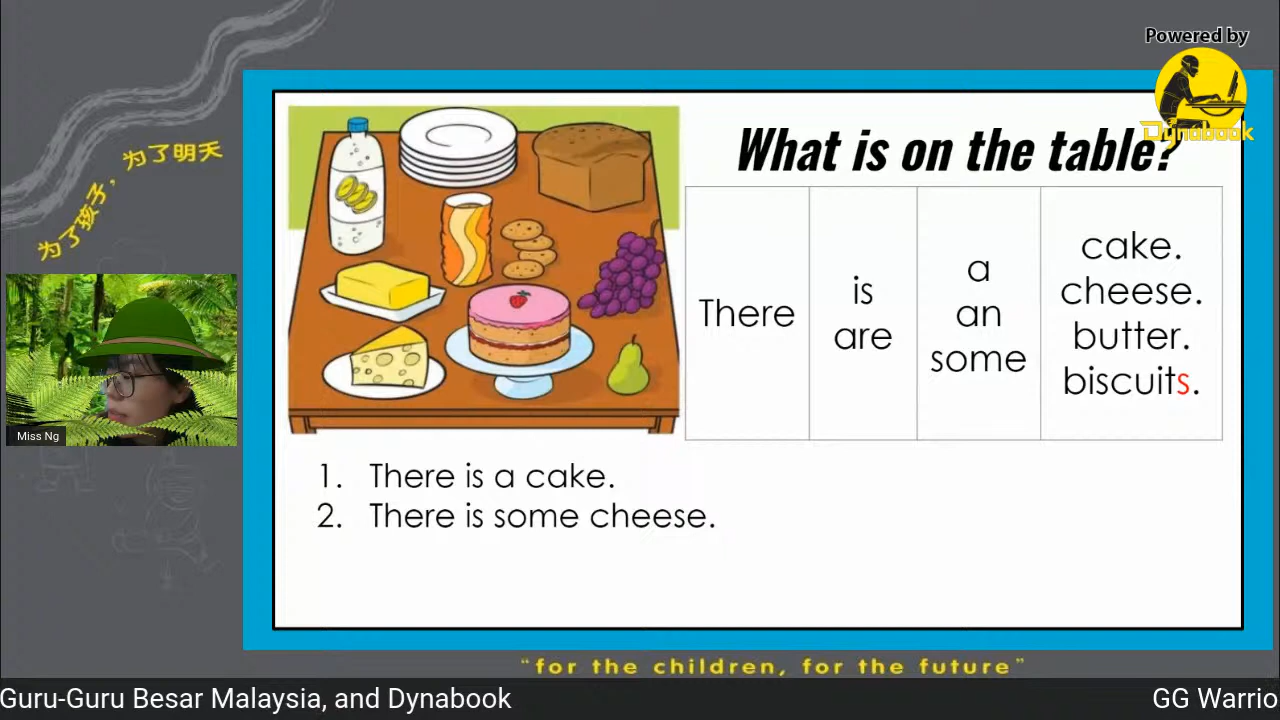 Powered by
Dynabook
为了孩子，为了明天
What is on the table?
There
is
are
a
an
some
cake.
cheese.
butter.
biscuits.
Miss Ng
1. There is a cake.
2. There is some cheese.
“for the children, for the future”
Guru-Guru Besar Malaysia, and Dynabook
GG Warrio